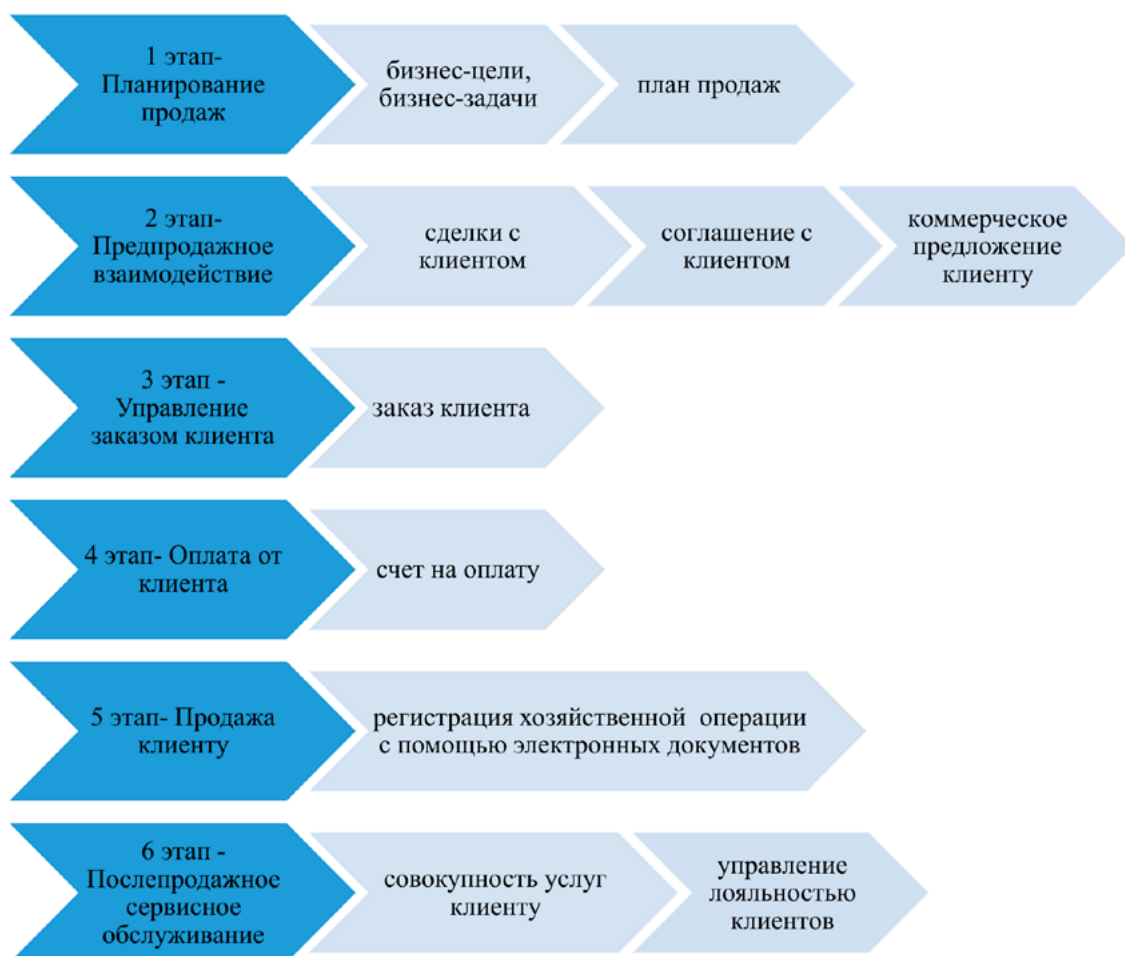 1 этап-
Планирование
продаж
бизнес-цели,
бизнес-задачи
план продаж
2 этап-
Предпродажное
взаимодействие
сделки с
клиентом
соглашение с
клиентом
коммерческое
предложение
клиенту
3 этап -
Управление
заказом клиента
заказ клиента
4 этап- Оплата от
клиента
счет на оплату
5 этап- Продажа
клиенту
регистрация хозяйственной операции
с помощью электронных документов
6 этап -
Послепродажное
сервисное
обслуживание
совокупность услуг
клиенту
управление
лояльностью
клиентов